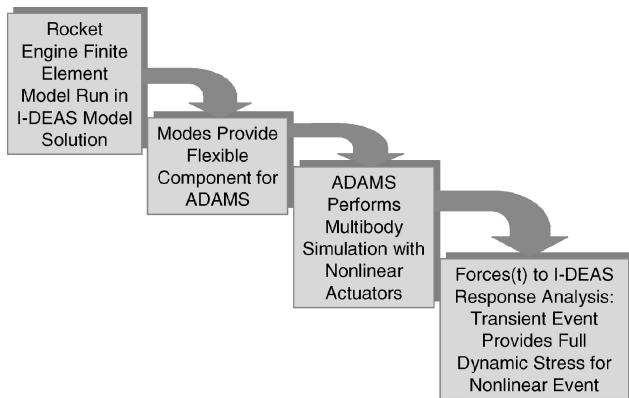 Rocket
Engine Finite
Element
Model Run in
I-DEAS Model
Solution
Modes Provide
Flexible
Component for
ADAMS
ADAMS
Performs
Multibody
Simulation with
Nonlinear
Actuators
Forces(t) to I-DEAS
Response Analysis:
Transient Event
Provides Full
Dynamic Stress for
Nonlinear Event